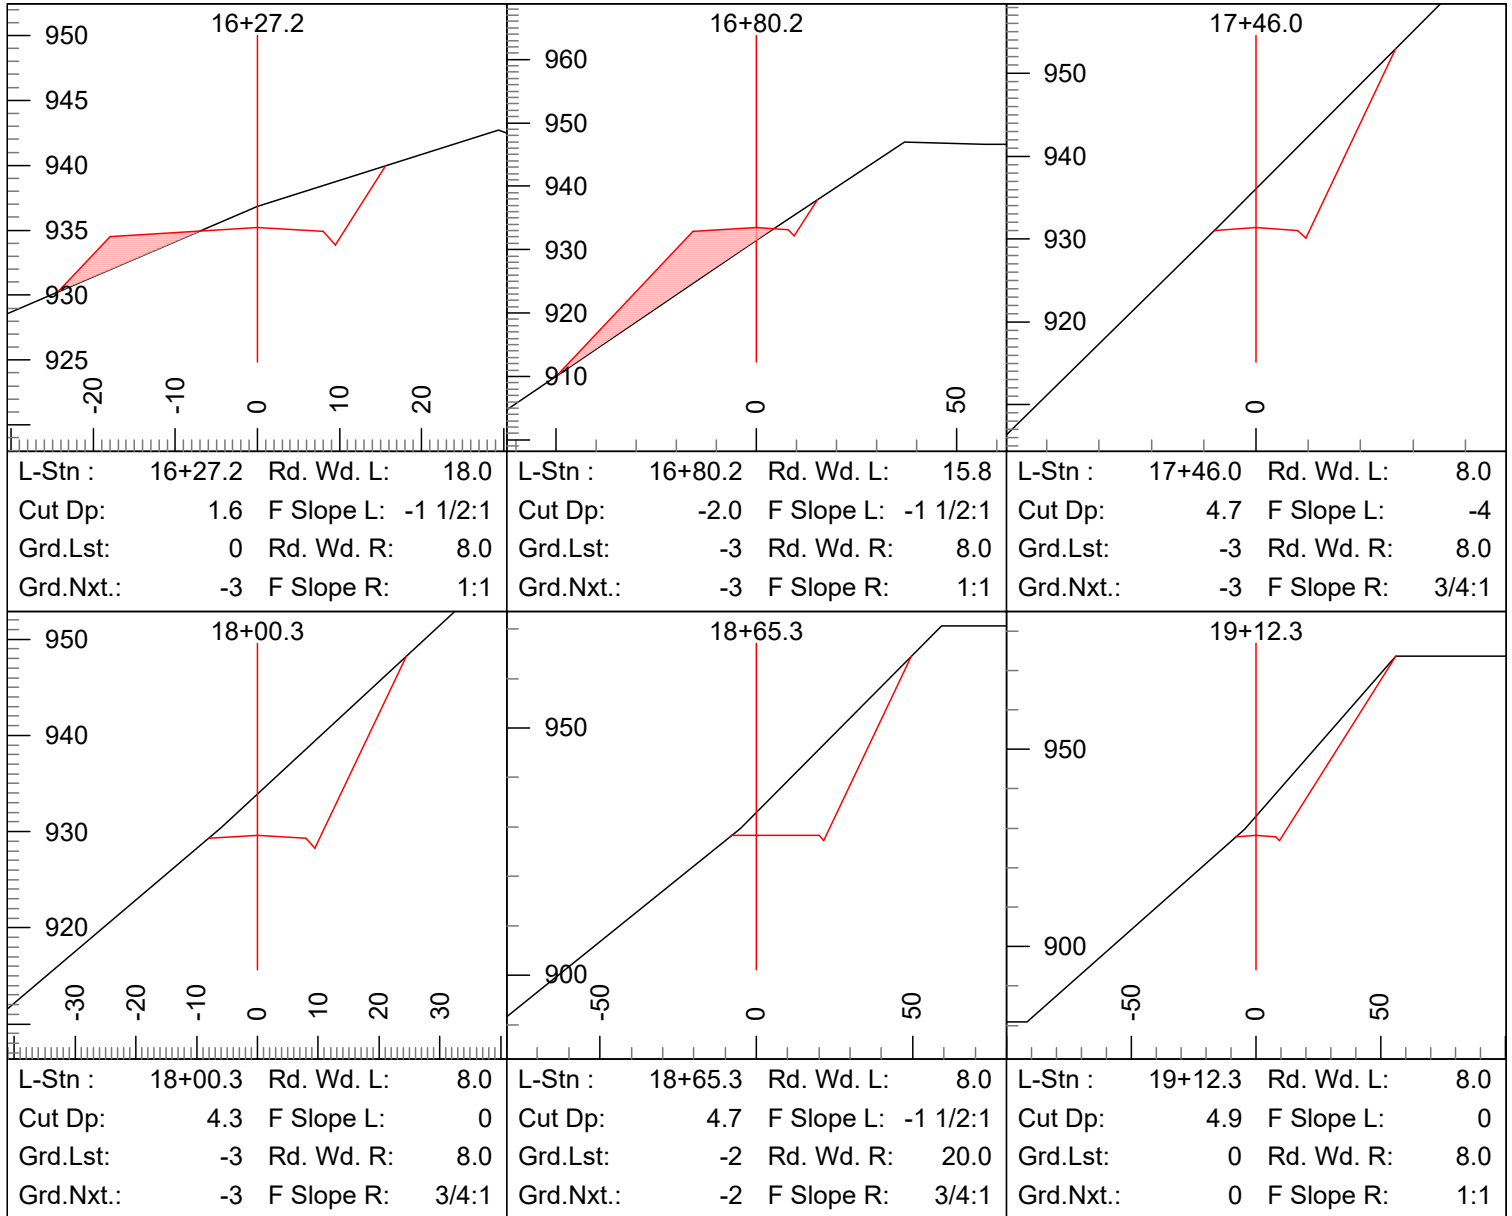 16+27.2
950
945
940
935
930
925
-20 -10 0 10 20
L-Stn : 16+27.2 Rd. Wd. L: 18.0
Cut Dp: 1.6 F Slope L: -1 1/2:1
Grd.Lst: 0 Rd. Wd. R: 8.0
Grd.Nxt.: -3 F Slope R: 1:1
16+80.2
960
950
940
930
920
910
0 50
L-Stn : 16+80.2 Rd. Wd. L: 15.8
Cut Dp: -2.0 F Slope L: -1 1/2:1
Grd.Lst: -3 Rd. Wd. R: 8.0
Grd.Nxt.: -3 F Slope R: 1:1
17+46.0
950
940
930
920
0
L-Stn : 17+46.0 Rd. Wd. L: 8.0
Cut Dp: 4.7 F Slope L: -4
Grd.Lst: -3 Rd. Wd. R: 8.0
Grd.Nxt.: -3 F Slope R: 3/4:1
18+00.3
950
940
930
920
-30 -20 -10 0 10 20 30
L-Stn : 18+00.3 Rd. Wd. L: 8.0
Cut Dp: 4.3 F Slope L: 0
Grd.Lst: -3 Rd. Wd. R: 8.0
Grd.Nxt.: -3 F Slope R: 3/4:1
18+65.3
950
900
-50 0 50
L-Stn : 18+65.3 Rd. Wd. L: 8.0
Cut Dp: 4.7 F Slope L: -1 1/2:1
Grd.Lst: -2 Rd. Wd. R: 20.0
Grd.Nxt.: -2 F Slope R: 3/4:1
19+12.3
950
900
-50 0 50
L-Stn : 19+12.3 Rd. Wd. L: 8.0
Cut Dp: 4.9 F Slope L: 0
Grd.Lst: 0 Rd. Wd. R: 8.0
Grd.Nxt.: 0 F Slope R: 1:1